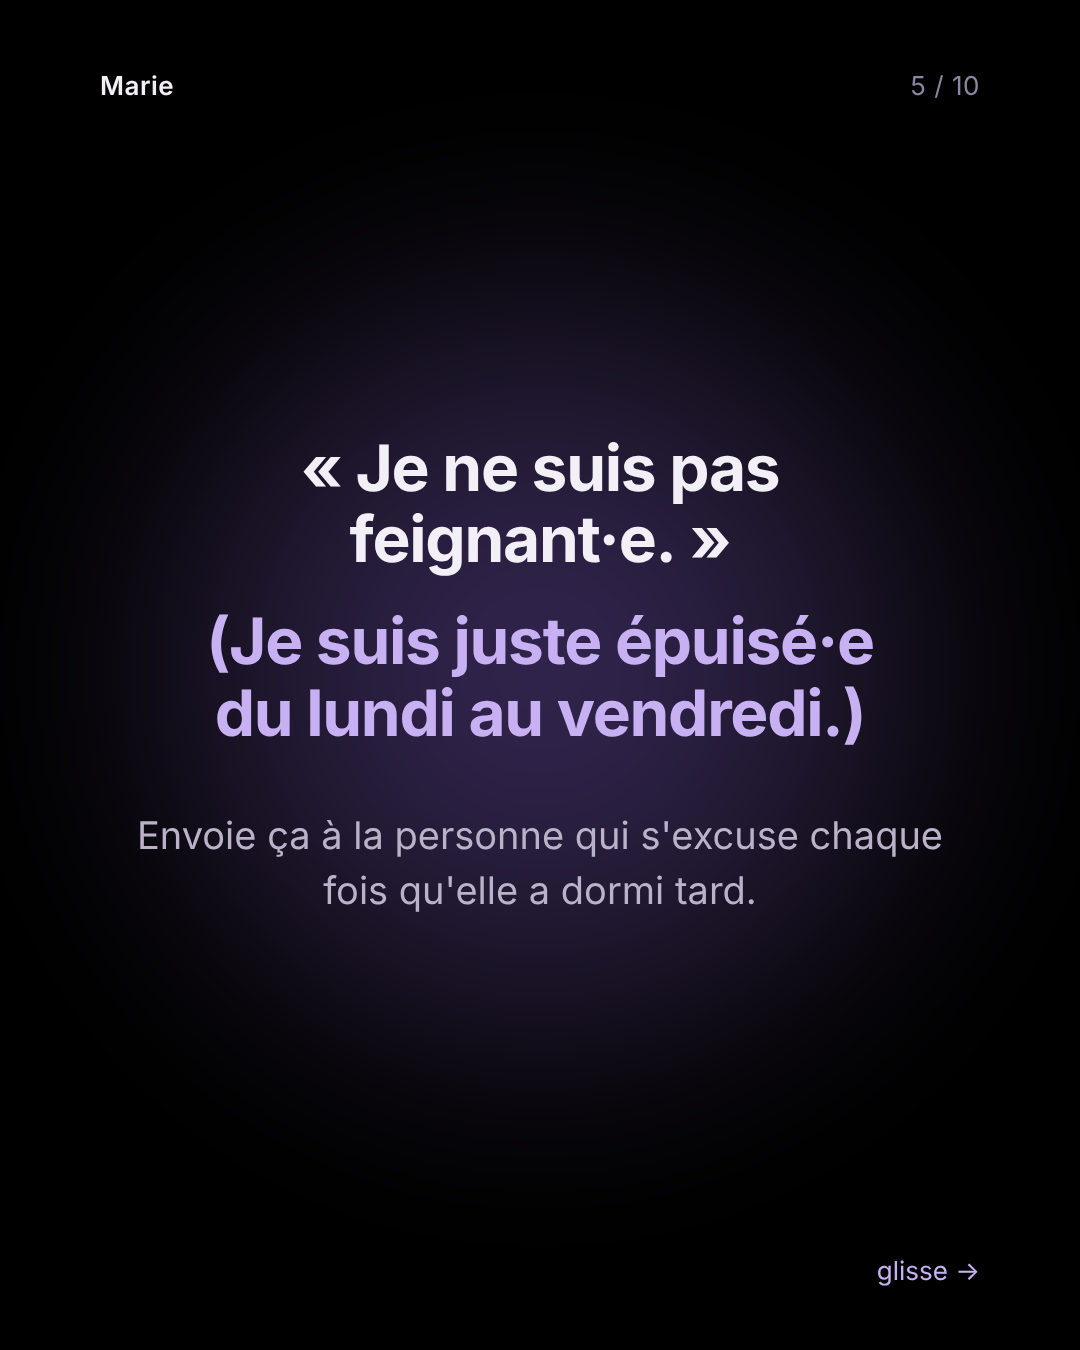 Marie
5 / 10
« Je ne suis pas
feignant·e. »
(Je suis juste épuisé·e
du lundi au vendredi.)
Envoie ça à la personne qui s'excuse chaque
fois qu'elle a dormi tard.
glisse →